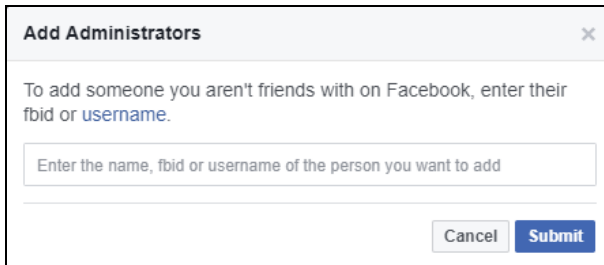 Add Administrators
To add someone you aren't friends with on Facebook, enter their
fbid or username.
Enter the name, fbid or username of the person you want to add
Cancel Submit